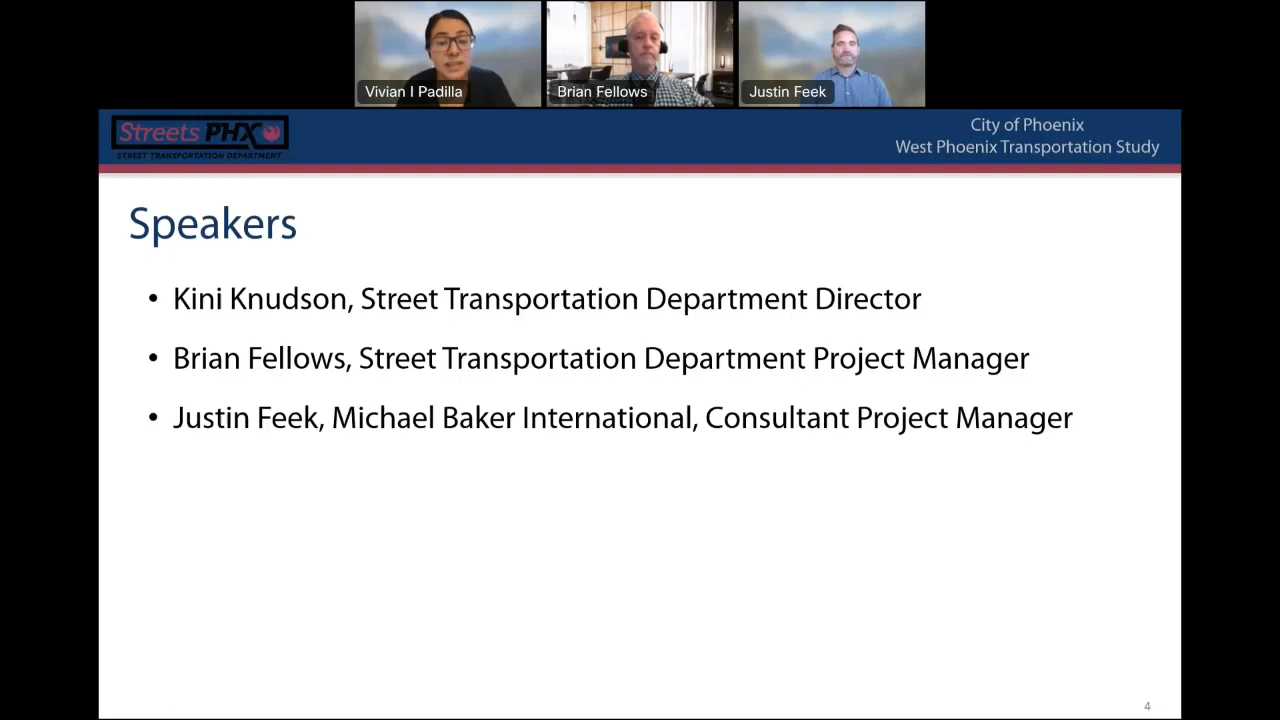 Vivian I Padilla
Brian Fellows
Justin Feek
Streets PHX
STREET TRANSPORTATION DEPARTMENT
City of Phoenix
West Phoenix Transportation Study
Speakers
• Kini Knudson, Street Transportation Department Director
• Brian Fellows, Street Transportation Department Project Manager
• Justin Feek, Michael Baker International, Consultant Project Manager
4